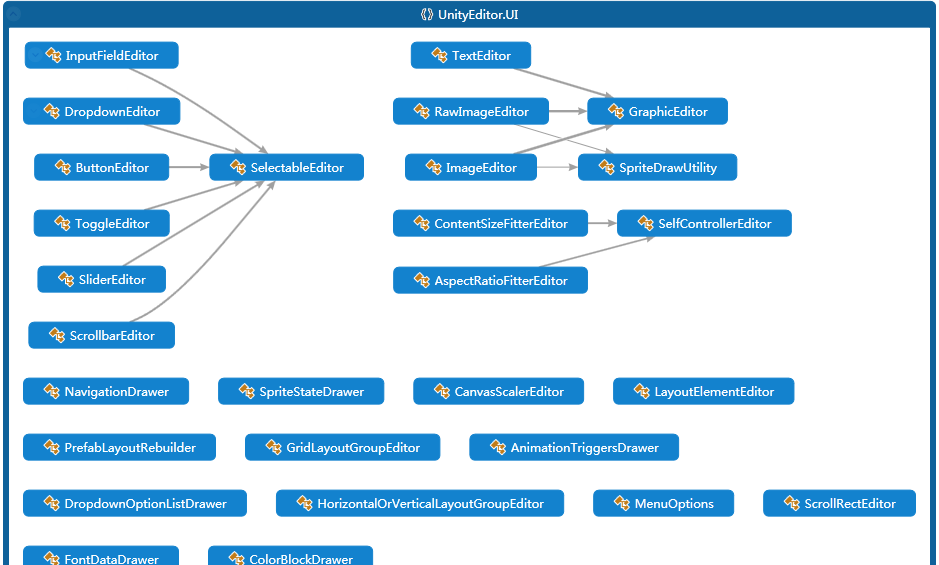 UnityEditor.UI
InputFieldEditor
TextEditor
DropdownEditor
RawImageEditor
GraphicEditor
ButtonEditor
SelectableEditor
ImageEditor
SpriteDrawUtility
ToggleEditor
ContentSizeFitterEditor
SelfControllerEditor
SliderEditor
AspectRatioFitterEditor
ScrollbarEditor
NavigationDrawer
SpriteStateDrawer
CanvasScalerEditor
LayoutElementEditor
PrefabLayoutRebuilder
GridLayoutGroupEditor
AnimationTriggersDrawer
DropdownOptionListDrawer
HorizontalOrVerticalLayoutGroupEditor
MenuOptions
ScrollRectEditor
FontDataDrawer
ColorBlockDrawer